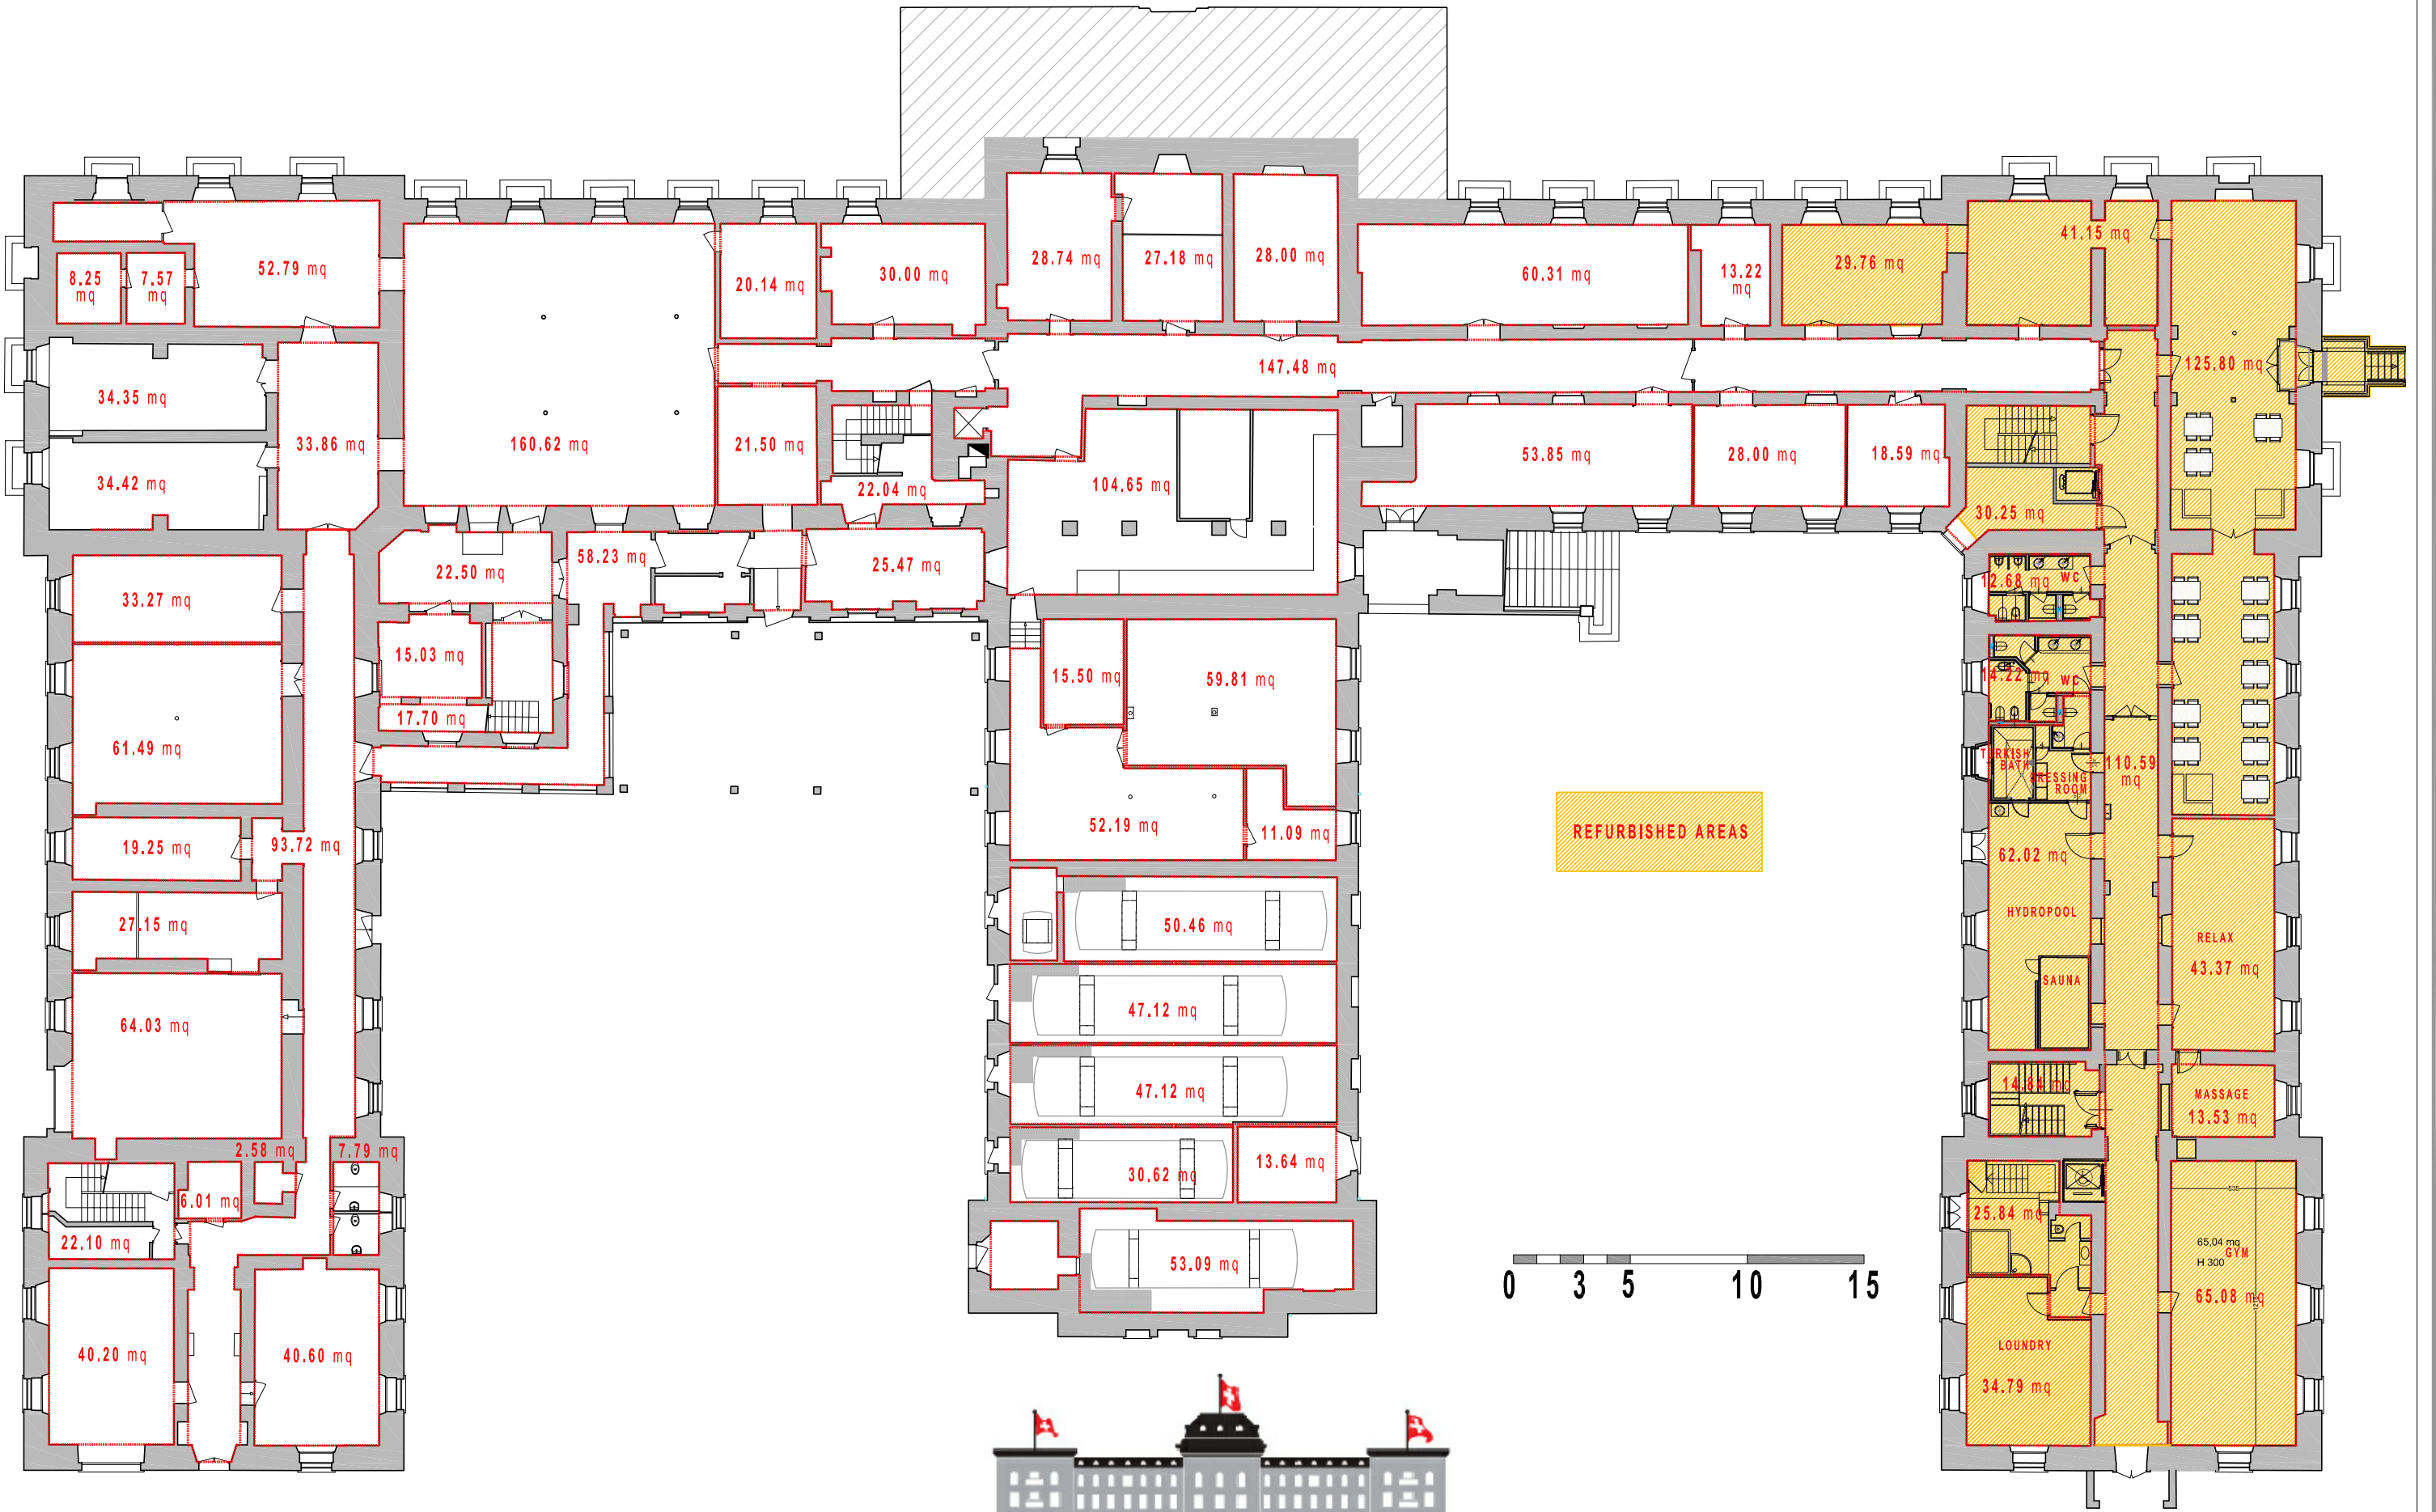 41.15 mq
52.79 mq
8.25
mq
7.57
mq
20.14 mq
30.00 mq
28.74 mq
27.18 mq
28.00 mq
60.31 mq
13.22
mq
29.76 mq
147.48 mq
125.80 mq
34.35 mq
33.86 mq
160.62 mq
21.50 mq
34.42 mq
22.04 mq
104.65 mq
53.85 mq
28.00 mq
18.59 mq
30.25 mq
22.50 mq
58.23 mq
25.47 mq
12.68 mq
WC
33.27 mq
15.03 mq
15.50 mq
59.81 mq
14.22 mq
WC
17.70 mq
61.49 mq
TURKISH
BATH
DRESSING
ROOM
110.59
mq
52.19 mq
11.09 mq
REFURBISHED AREAS
19.25 mq
93.72 mq
62.02 mq
27.15 mq
50.46 mq
HYDROPOOL
RELAX
43.37 mq
SAUNA
64.03 mq
47.12 mq
47.12 mq
14.84 mq
MASSAGE
13.53 mq
2.58 mq
7.79 mq
30.62 mq
13.64 mq
6.01 mq
22.10 mq
25.84 mq
535
65,04 mq
GYM
H 300
65.08 mq
53.09 mq
0 3 5 10 15
40.20 mq
40.60 mq
LOUNDRY
34.79 mq